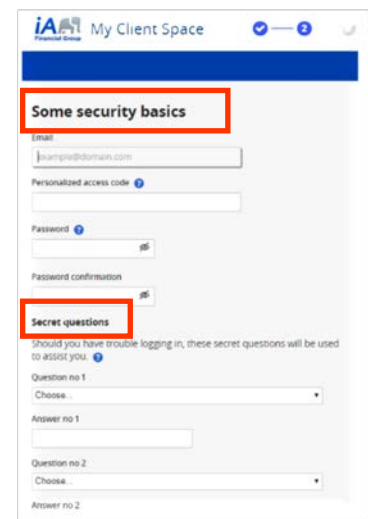 iA
Financial Group
My Client Space
2
Some security basics
Email
example@domain.com
Personalized access code ?
Password ?
Password confirmation
Secret questions
Should you have trouble logging in, these secret questions will be used
to assist you. ?
Question no 1
Choose...
Answer no 1
Question no 2
Choose...
Answer no 2